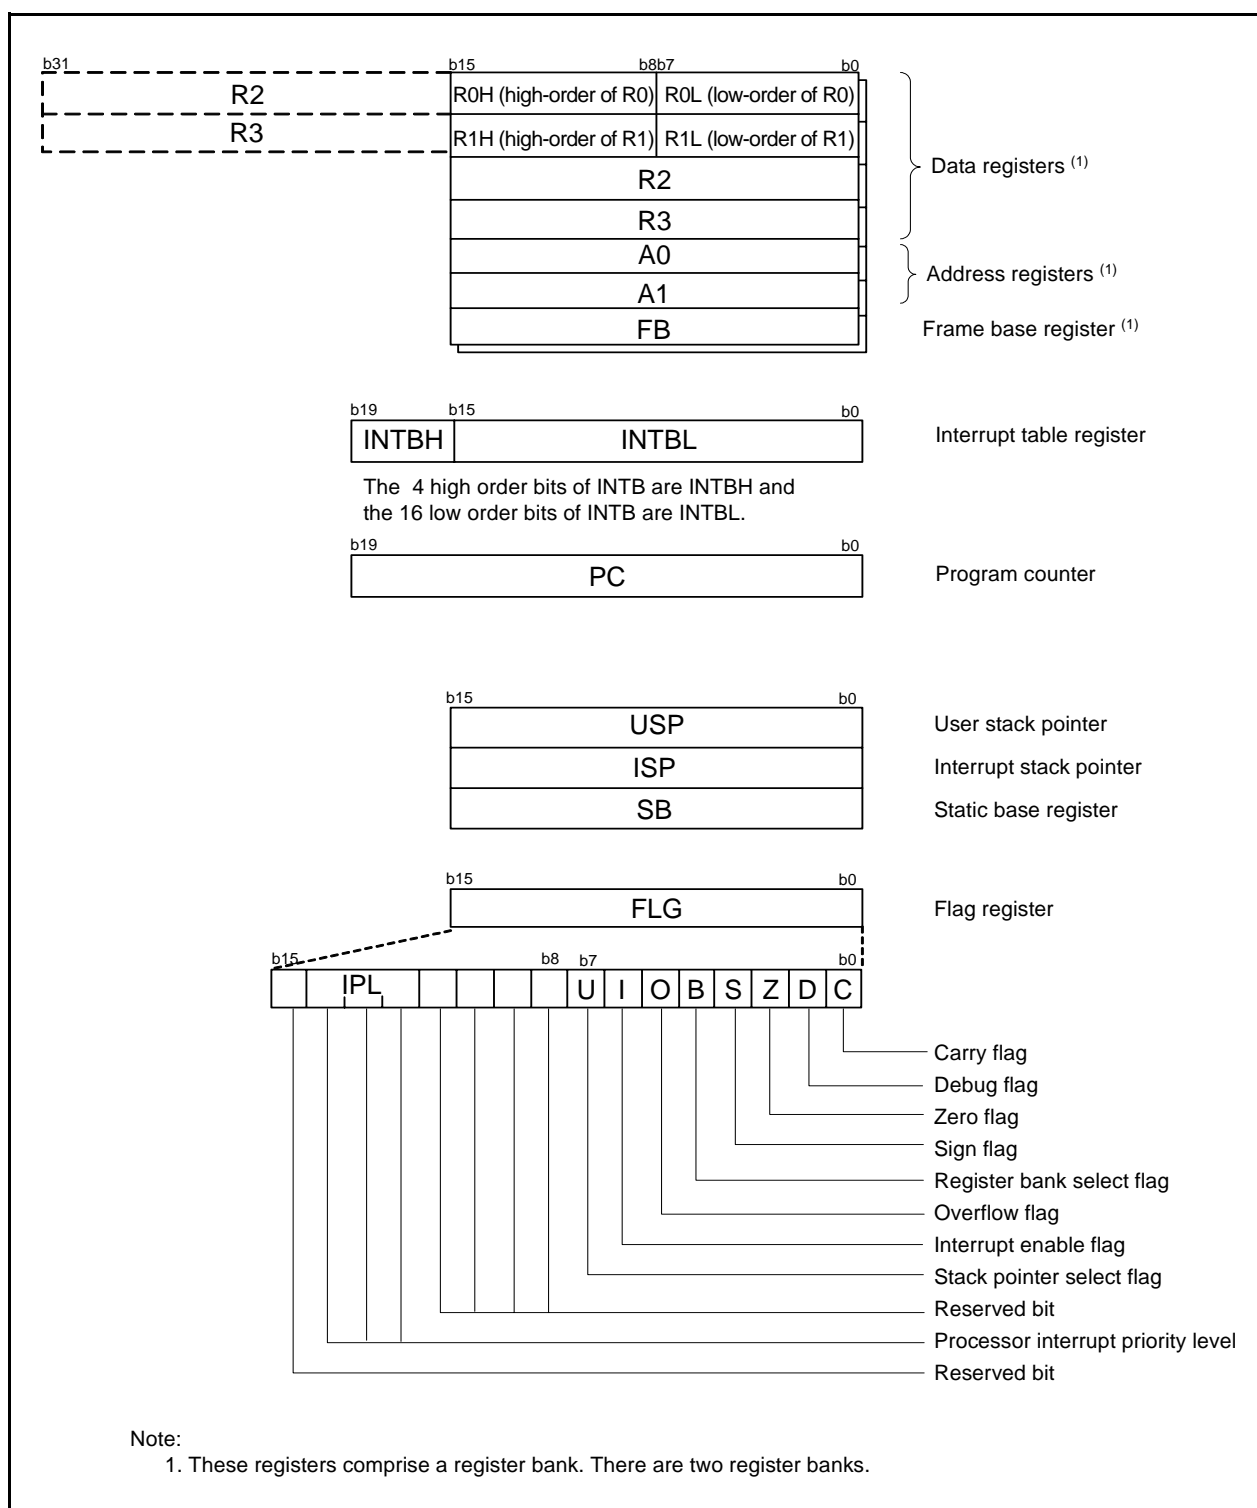 b31 b15 b8b7 b0
R2 R0H (high-order of R0) R0L (low-order of R0)
R3 R1H (high-order of R1) R1L (low-order of R1)
Data registers (1)
R2
R3
A0
Address registers (1)
A1
FB Frame base register (1)
b19 b15 b0
INTBH INTBL Interrupt table register
The 4 high order bits of INTB are INTBH and
the 16 low order bits of INTB are INTBL.
b19 b0
PC Program counter
b15 b0
USP User stack pointer
ISP Interrupt stack pointer
SB Static base register
b15 b0
FLG Flag register
b15 b8 b7 b0
IPL U I O B S Z D C
Carry flag
Debug flag
Zero flag
Sign flag
Register bank select flag
Overflow flag
Interrupt enable flag
Stack pointer select flag
Reserved bit
Processor interrupt priority level
Reserved bit
Note:
1. These registers comprise a register bank. There are two register banks.